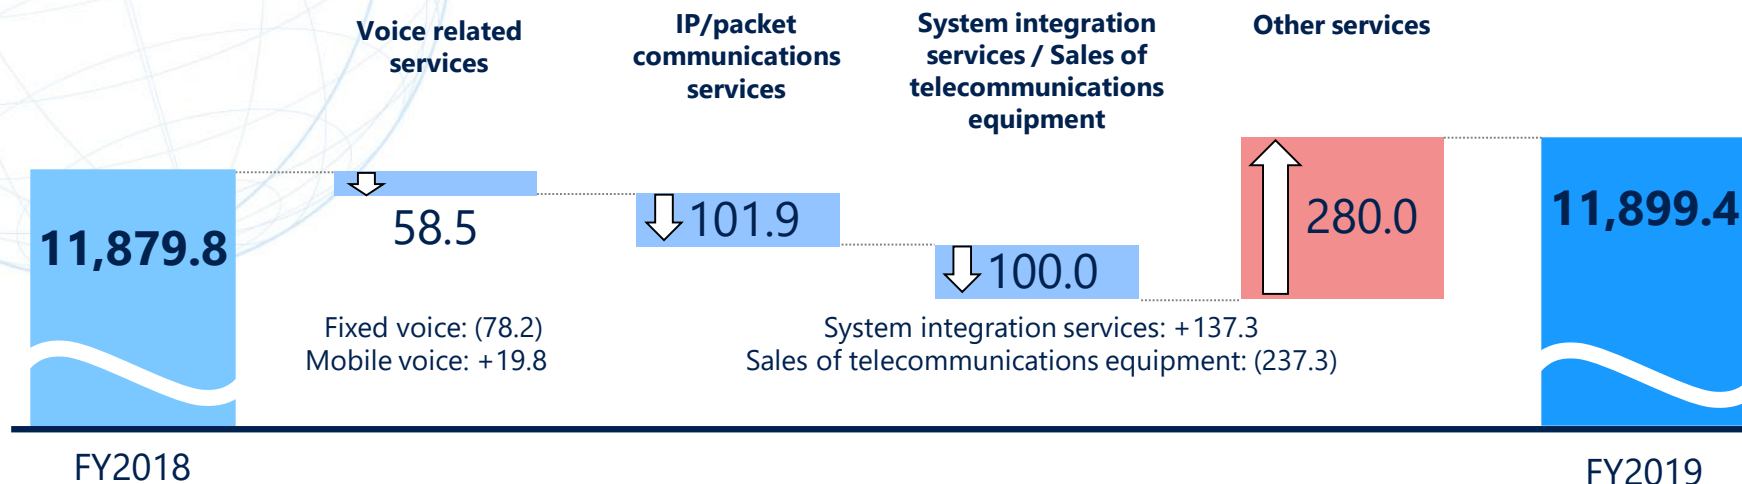 Voice related
services
IP/packet
communications
services
System integration
services / Sales of
telecommunications
equipment
Other services
11,879.8
58.5
101.9
100.0
280.0
11,899.4
Fixed voice: (78.2)
Mobile voice: +19.8
System integration services: +137.3
Sales of telecommunications equipment: (237.3)
FY2018
FY2019